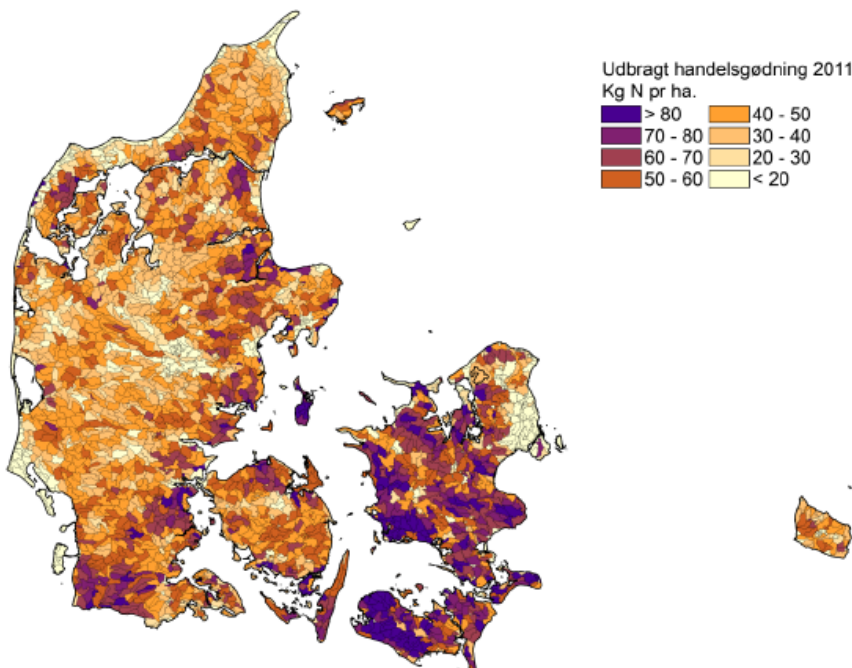 Udbragt handelsgødning 2011
Kg N pr ha.
> 80 40 - 50
70 - 80 30 - 40
60 - 70 20 - 30
50 - 60 < 20